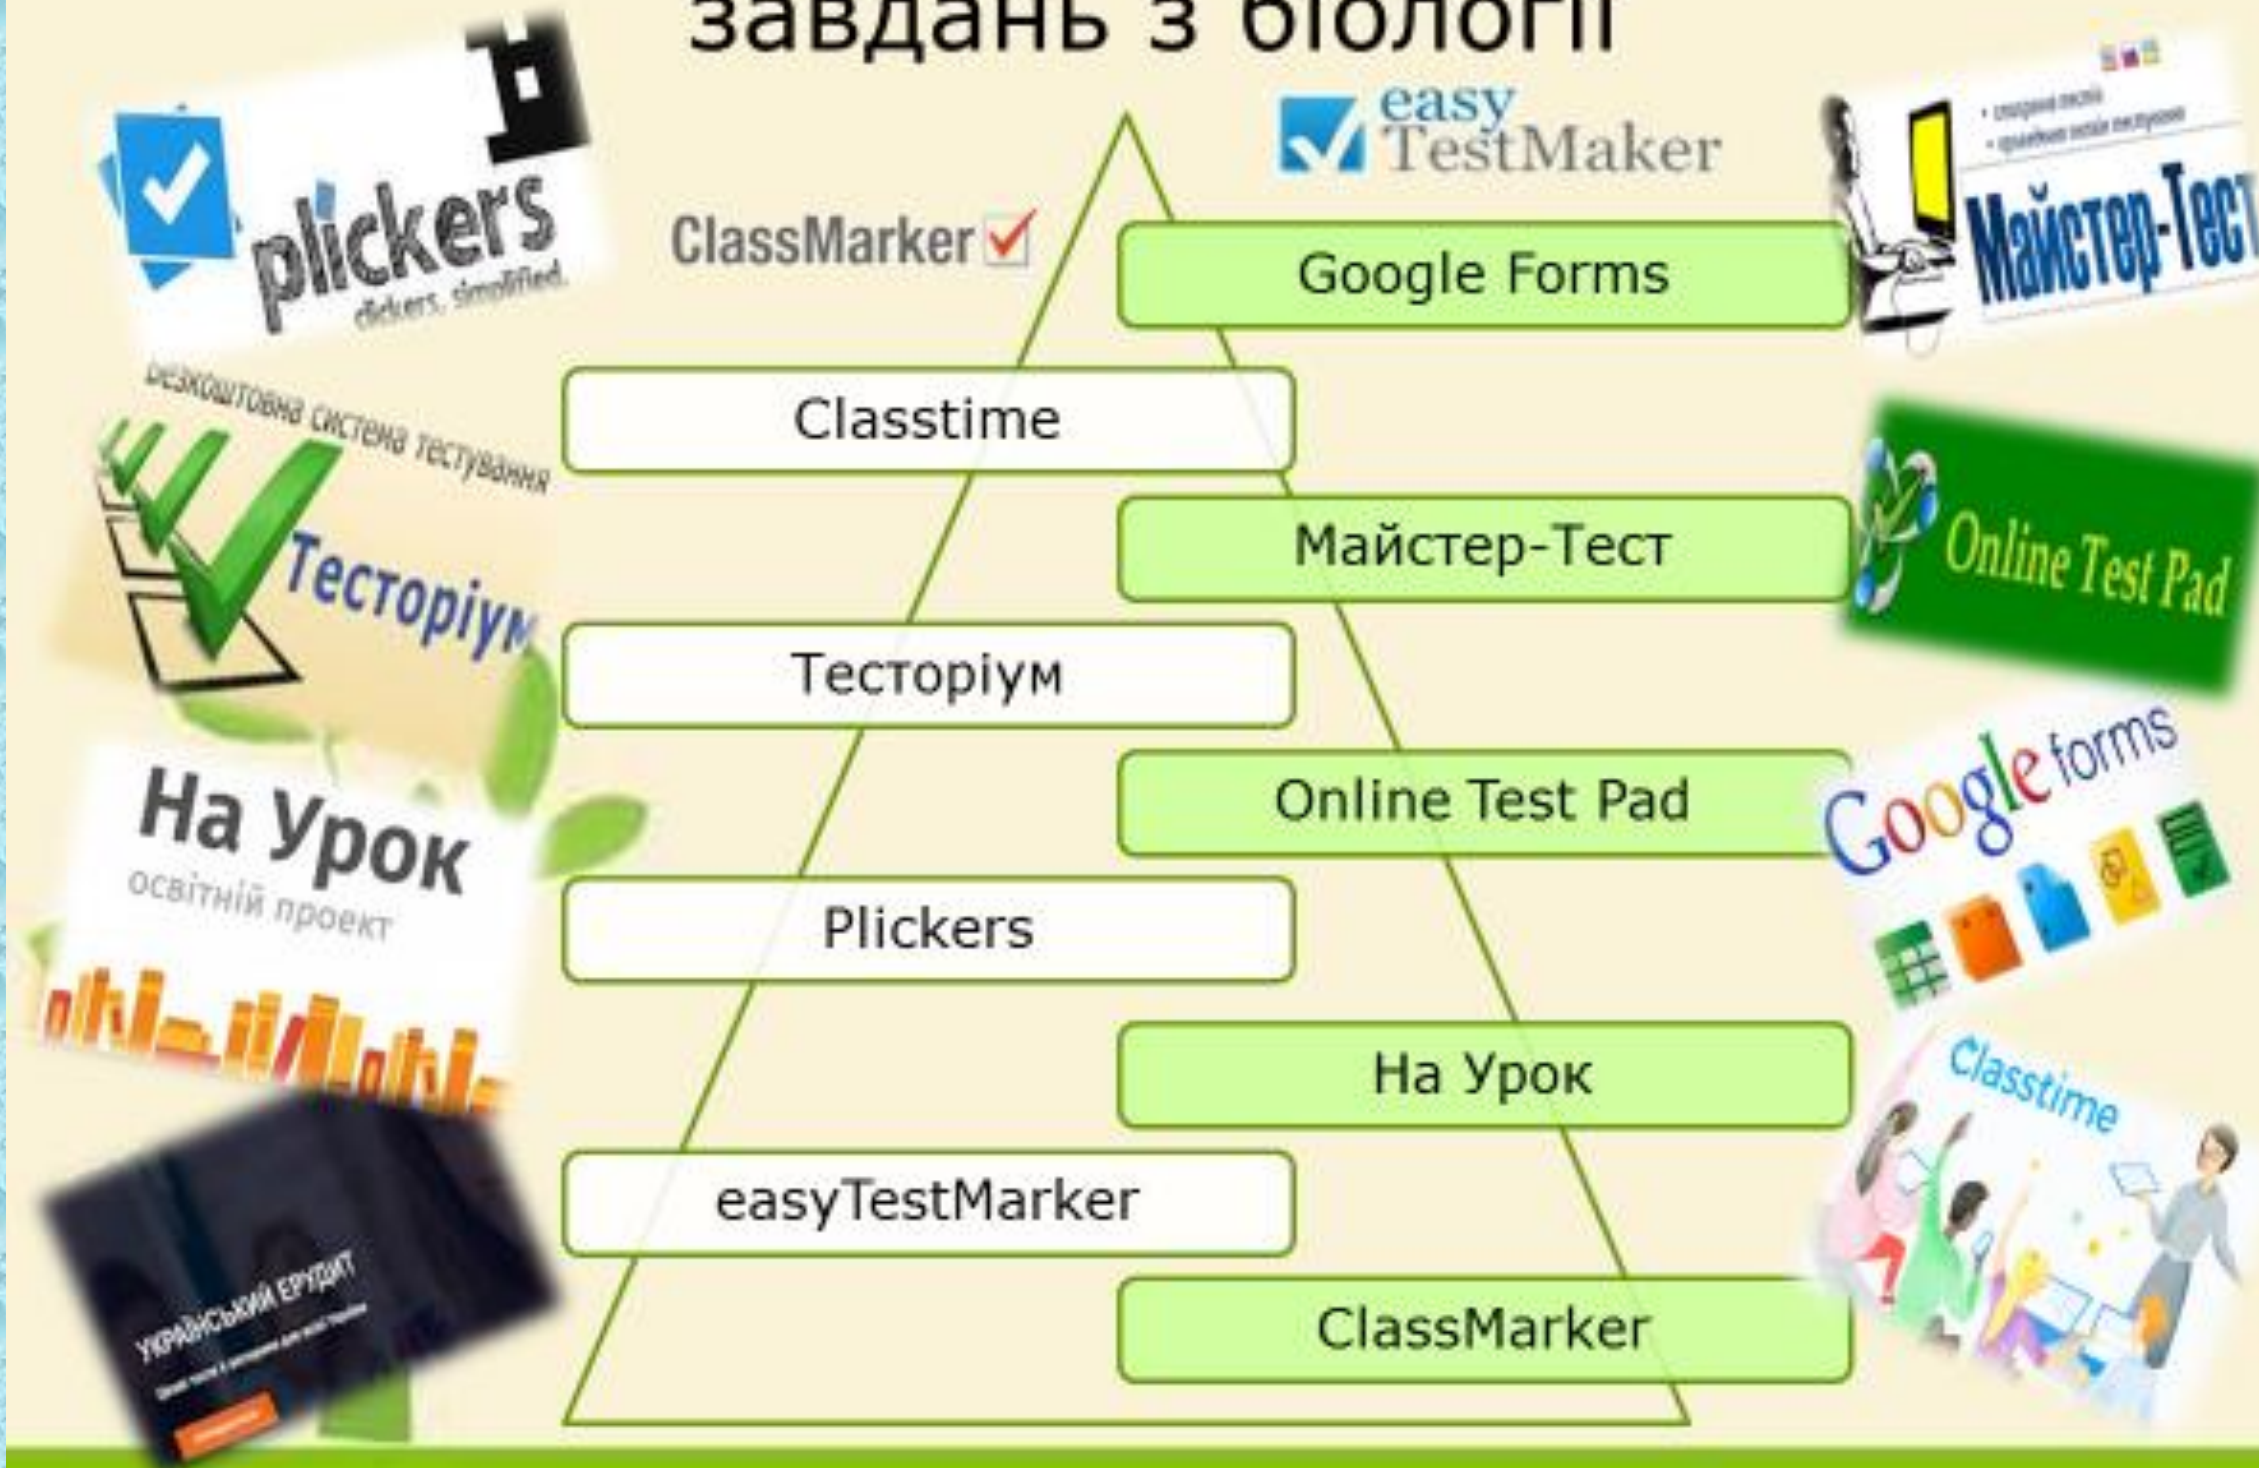 завдань з біології
plickers
clickers, simplified.
ClassMarker
easy
TestMaker
• створення тестів
Майстер-Тест
Google Forms
Classtime
Безкоштовна система тестування
Тесторіум
Майстер-Тест
Online Test Pad
Тесторіум
Online Test Pad
Google forms
На Урок
освітній проект
Plickers
На Урок
Classtime
easyTestMarker
УКРАЇНСЬКИЙ ЕРУДИТ
ClassMarker